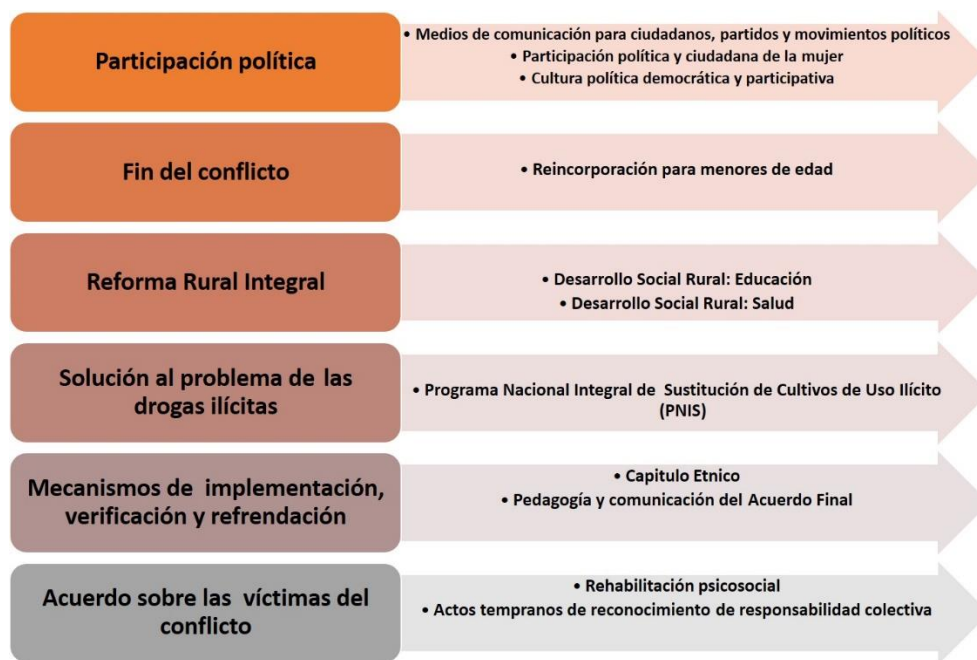 Participación política
• Medios de comunicación para ciudadanos, partidos y movimientos políticos
• Participación política y ciudadana de la mujer
• Cultura política democrática y participativa
Fin del conflicto
• Reincorporación para menores de edad
Reforma Rural Integral
• Desarrollo Social Rural: Educación
• Desarrollo Social Rural: Salud
Solución al problema de las
drogas ilícitas
• Programa Nacional Integral de Sustitución de Cultivos de Uso Ilícito
(PNIS)
Mecanismos de implementación,
verificación y refrendación
• Capitulo Etnico
• Pedagogía y comunicación del Acuerdo Final
Acuerdo sobre las víctimas del
conflicto
• Rehabilitación psicosocial
• Actos tempranos de reconocimiento de responsabilidad colectiva